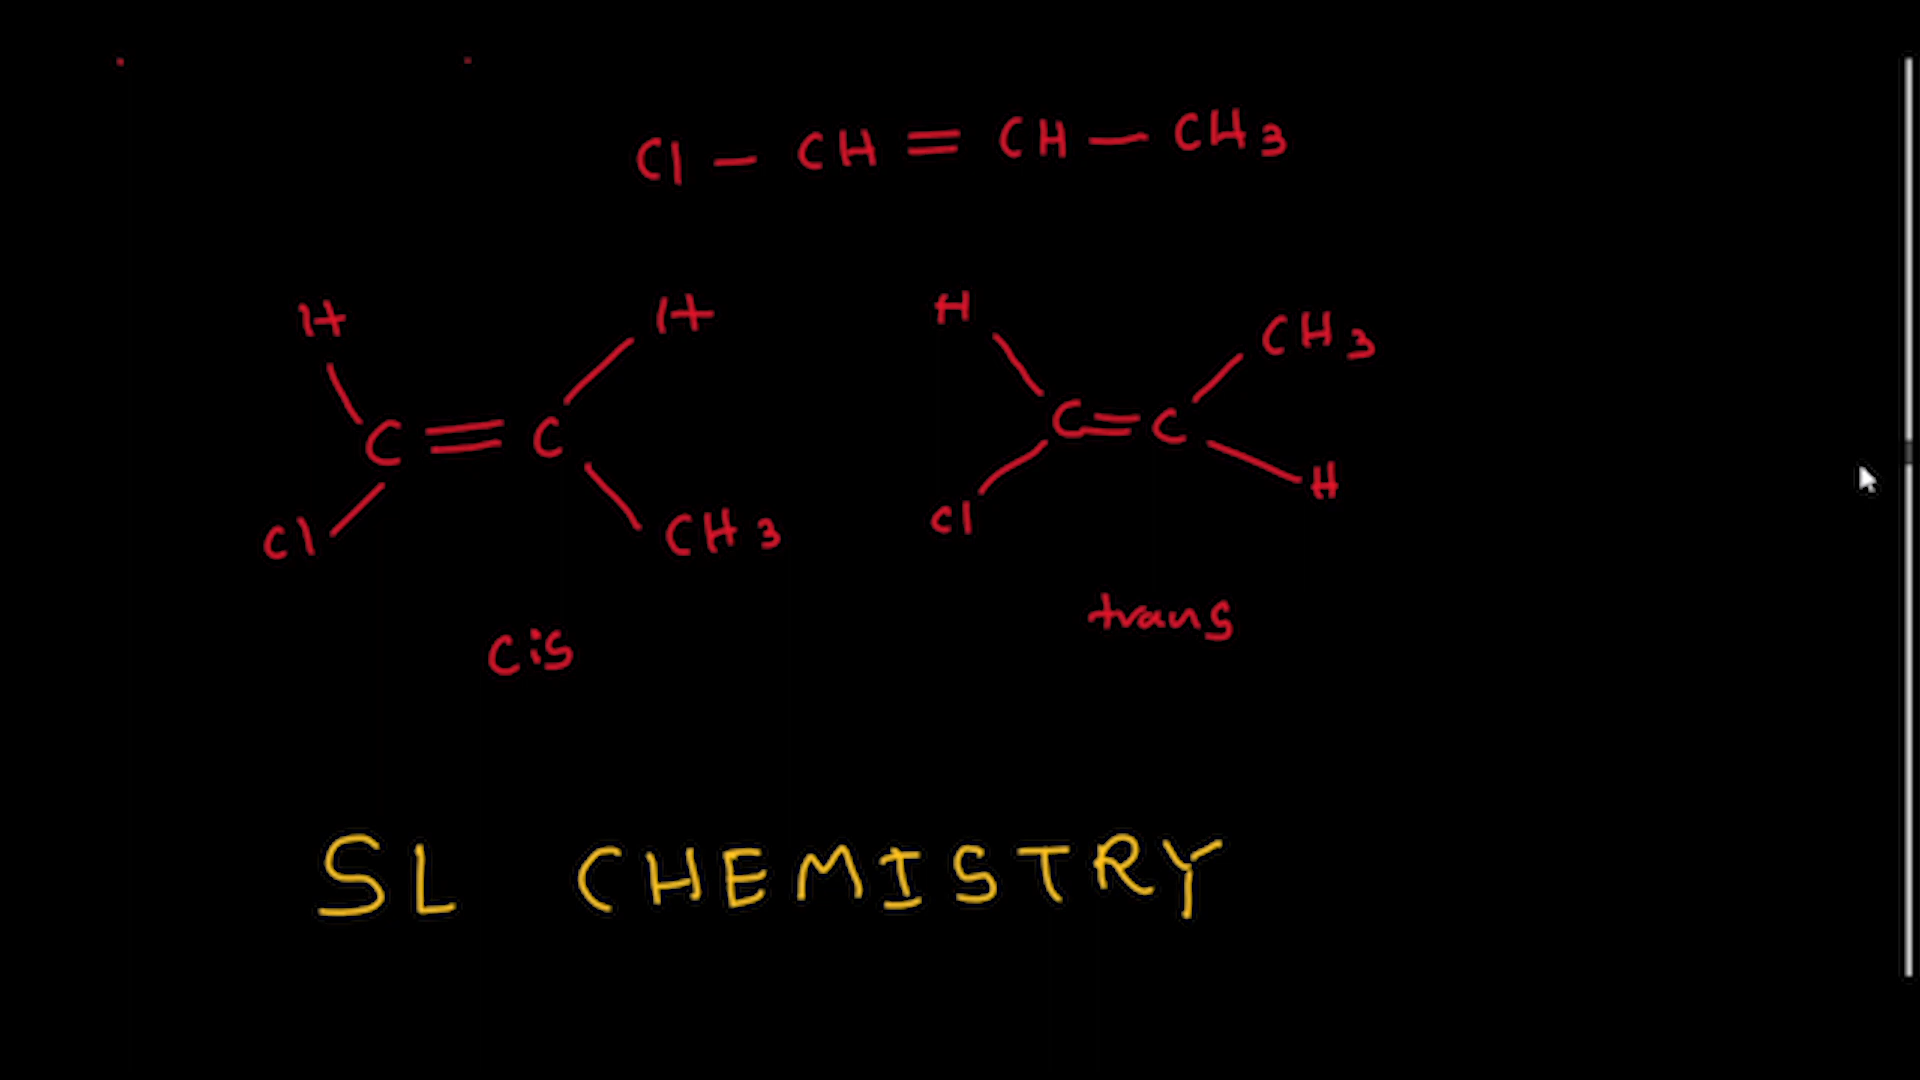 Cl - CH = CH - CH3
H H H CH3
C = C C = C
Cl CH3 Cl H
cis trans
SL CHEMISTRY